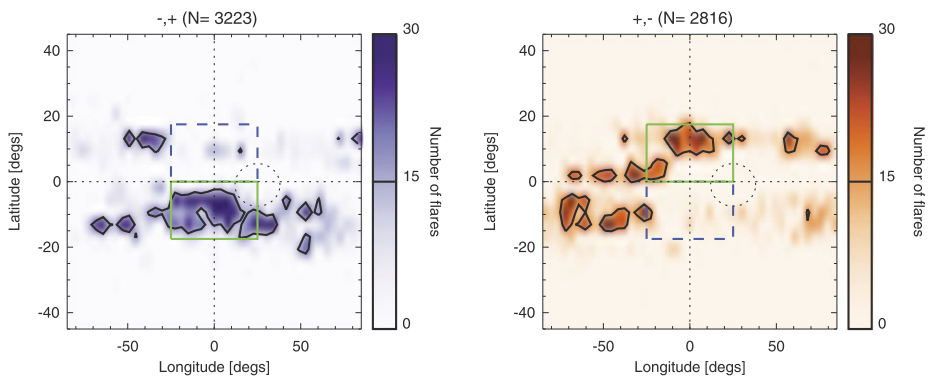 -,+ (N= 3223)
40
20
0
-20
-40
-50
0
50
Latitude [degs]
Longitude [degs]
30
15
0
Number of flares
+,- (N= 2816)
40
20
0
-20
-40
-50
0
50
Latitude [degs]
Longitude [degs]
30
15
0
Number of flares